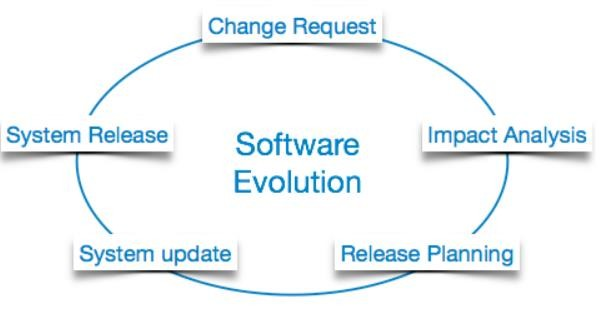 Change Request
System Release
Impact Analysis
Software
Evolution
System update
Release Planning